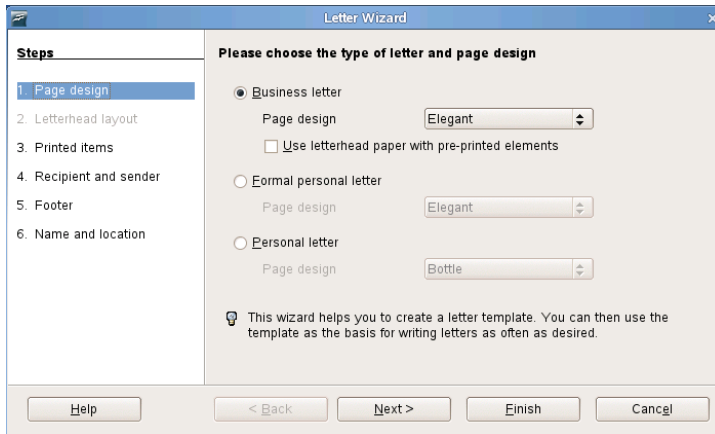 Letter Wizard
Steps
1. Page design
2. Letterhead layout
3. Printed items
4. Recipient and sender
5. Footer
6. Name and location
Please choose the type of letter and page design
Business letter
Page design Elegant
Use letterhead paper with pre-printed elements
Formal personal letter
Page design Elegant
Personal letter
Page design Bottle
This wizard helps you to create a letter template. You can then use the
template as the basis for writing letters as often as desired.
Help < Back Next > Finish Cancel